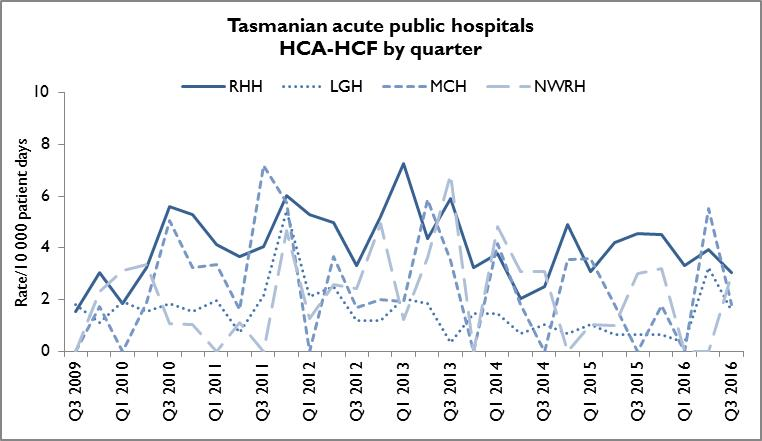 Tasmanian acute public hospitals
HCA-HCF by quarter
RHH LGH MCH NWRH
Rate/10 000 patient days
10
8
6
4
2
0
Q3 2009
Q1 2010
Q3 2010
Q1 2011
Q3 2011
Q1 2012
Q3 2012
Q1 2013
Q3 2013
Q1 2014
Q3 2014
Q1 2015
Q3 2015
Q1 2016
Q3 2016